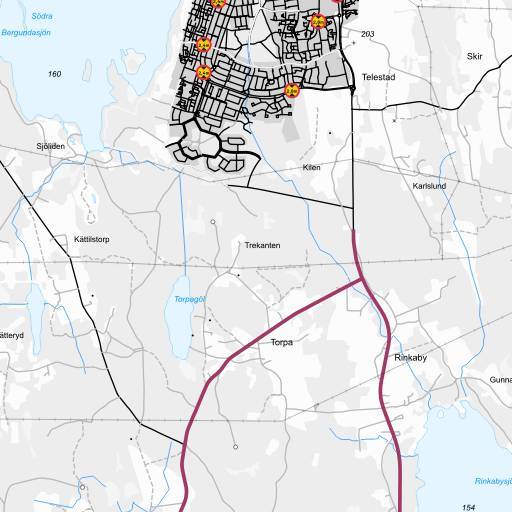 Södra
Bergundasjön
203
160
Skir
Telestad
Sjöliden
Kilen
Karlslund
Kättilstorp
Trekanten
Torpagöl
ätteryd
Torpa
Rinkaby
Gunna
Rinkabysjö
154